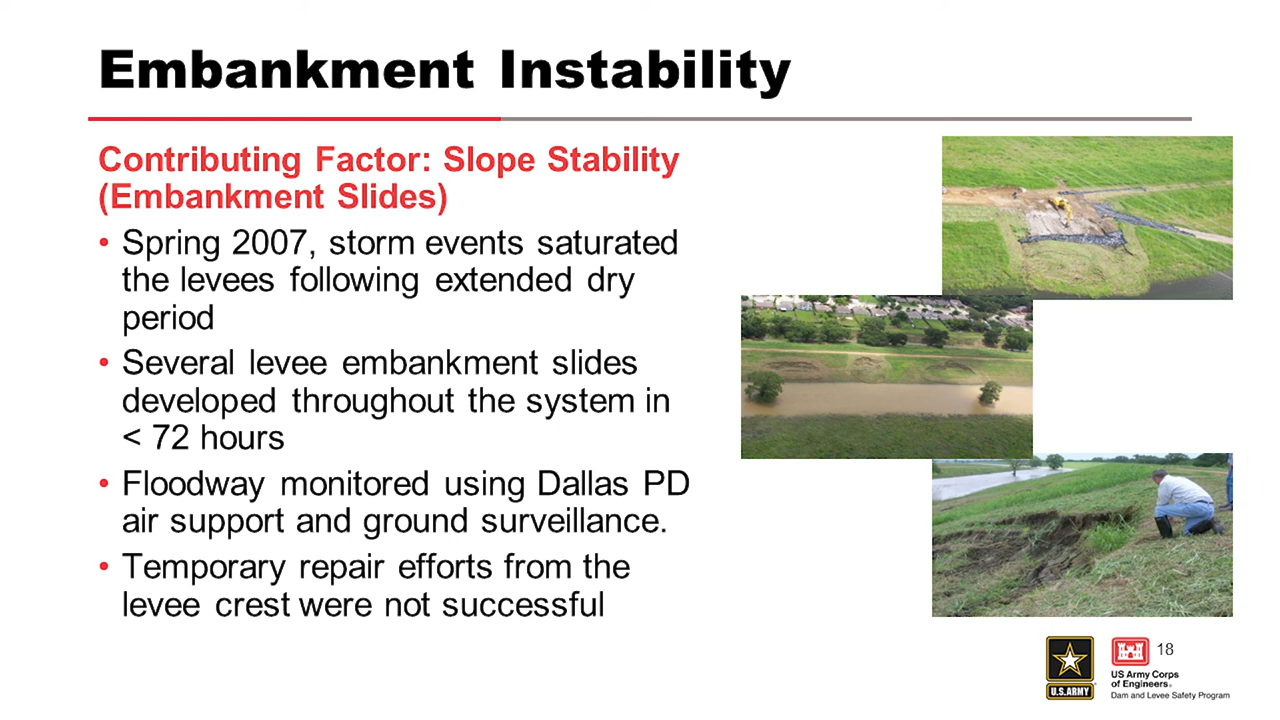 Embankment Instability
Contributing Factor: Slope Stability
(Embankment Slides)
• Spring 2007, storm events saturated
the levees following extended dry
period
• Several levee embankment slides
developed throughout the system in
< 72 hours
• Floodway monitored using Dallas PD
air support and ground surveillance.
• Temporary repair efforts from the
levee crest were not successful
18
U.S. ARMY
US Army Corps
of Engineers®
Dam and Levee Safety Program